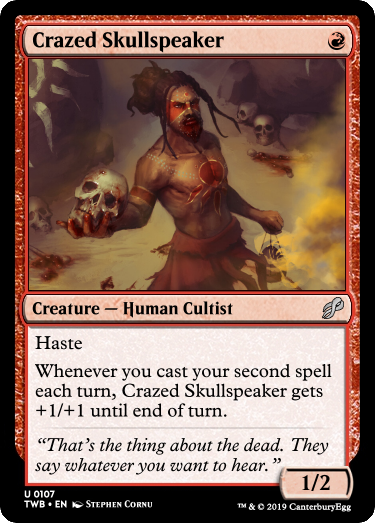 Crazed Skullspeaker
Creature — Human Cultist
Haste
Whenever you cast your second spell
each turn, Crazed Skullspeaker gets
+1/+1 until end of turn.
“That's the thing about the dead. They
say whatever you want to hear.”
1/2
U 0107
TWB • EN Stephen Cornu
™ & © 2019 CanterburyEgg